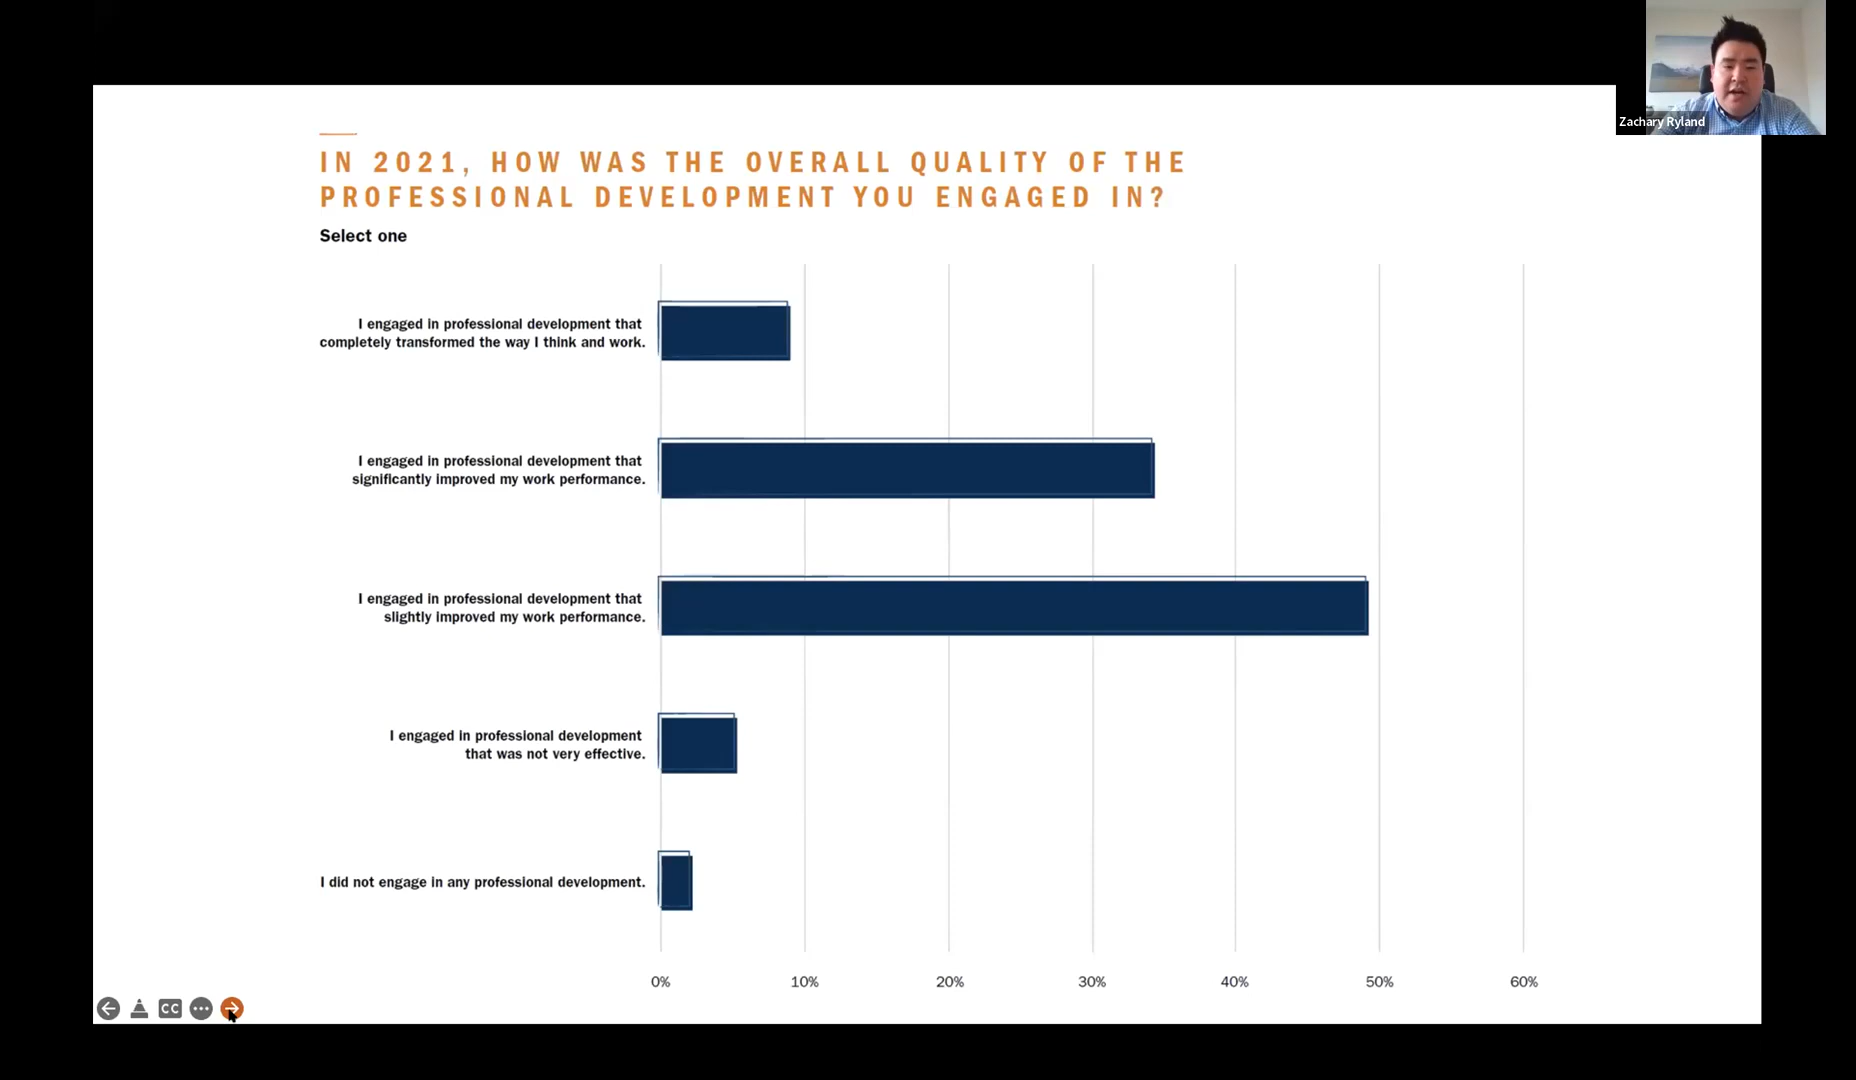 Zachary Ryland
IN 2021, HOW WAS THE OVERALL QUALITY OF THE
PROFESSIONAL DEVELOPMENT YOU ENGAGED IN?
Select one
I engaged in professional development that
completely transformed the way I think and work.
I engaged in professional development that
significantly improved my work performance.
I engaged in professional development that
slightly improved my work performance.
I engaged in professional development
that was not very effective.
I did not engage in any professional development.
0% 10% 20% 30% 40% 50% 60%
CC